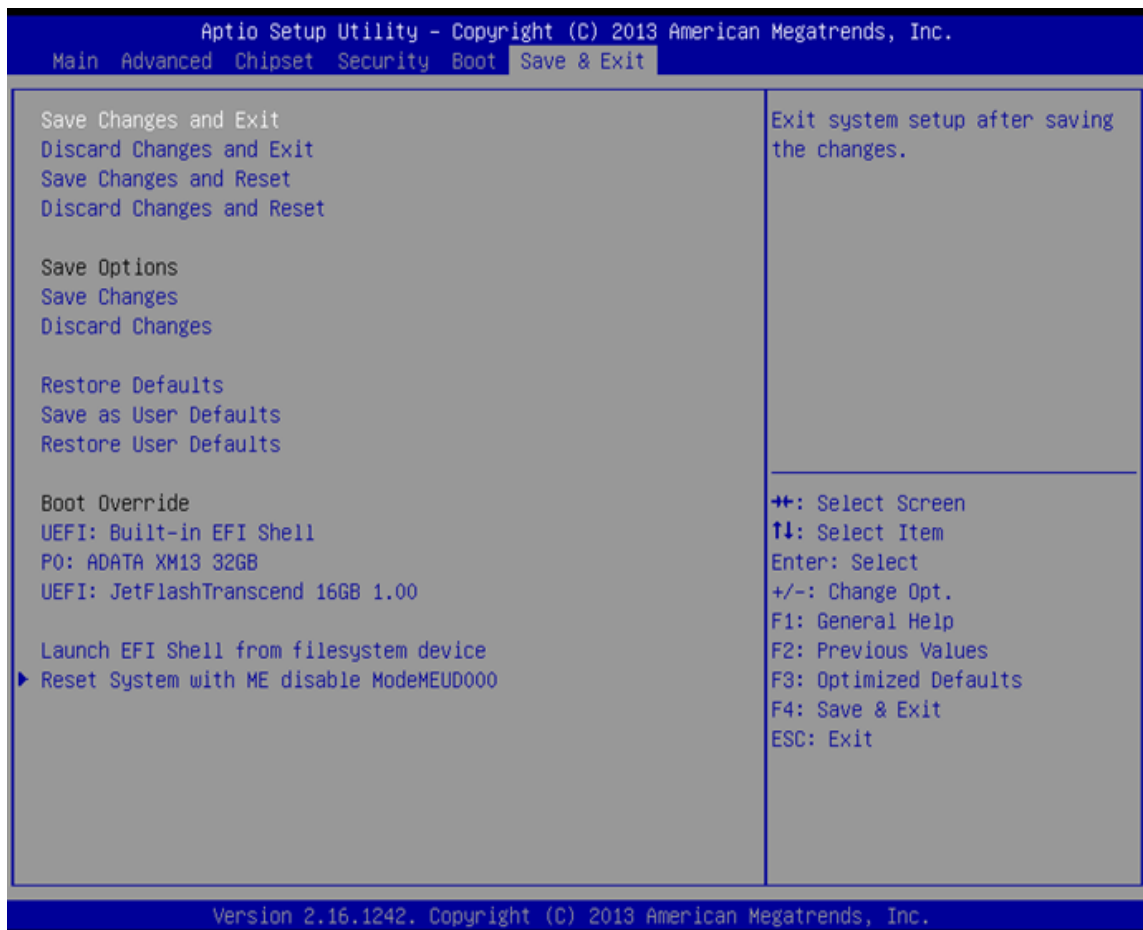 Aptio Setup Utility – Copyright (C) 2013 American Megatrends, Inc.
Main Advanced Chipset Security Boot Save & Exit
Save Changes and Exit
Discard Changes and Exit
Save Changes and Reset
Discard Changes and Reset
Save Options
Save Changes
Discard Changes
Restore Defaults
Save as User Defaults
Restore User Defaults
Boot Override
UEFI: Built-in EFI Shell
P0: ADATA XM13 32GB
UEFI: JetFlashTranscend 16GB 1.00
Launch EFI Shell from filesystem device
Reset System with ME disable ModeMEUD000
Exit system setup after saving
the changes.
→←: Select Screen
↑↓: Select Item
Enter: Select
+/-: Change Opt.
F1: General Help
F2: Previous Values
F3: Optimized Defaults
F4: Save & Exit
ESC: Exit
Version 2.16.1242. Copyright (C) 2013 American Megatrends, Inc.